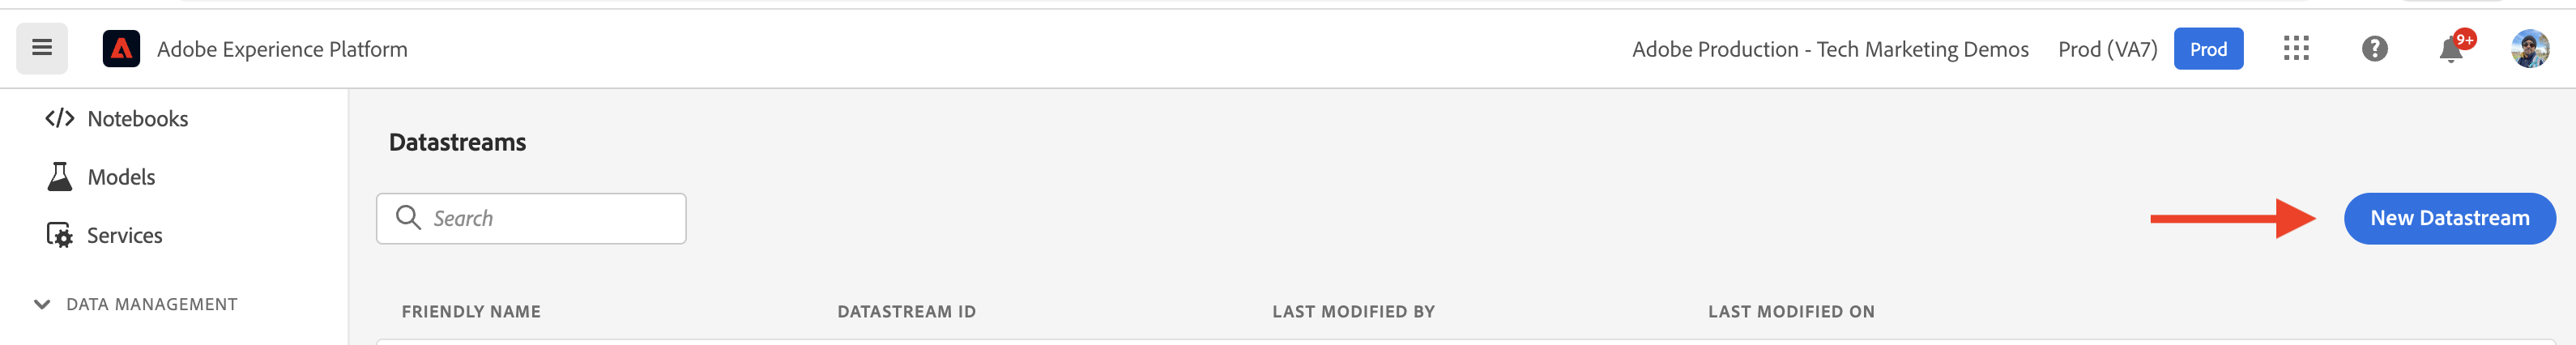 Adobe Experience Platform
Adobe Production - Tech Marketing Demos Prod (VA7) Prod 9+
Notebooks
Models
Services
DATA MANAGEMENT
Datastreams
Search
New Datastream
FRIENDLY NAME DATASTREAM ID LAST MODIFIED BY LAST MODIFIED ON